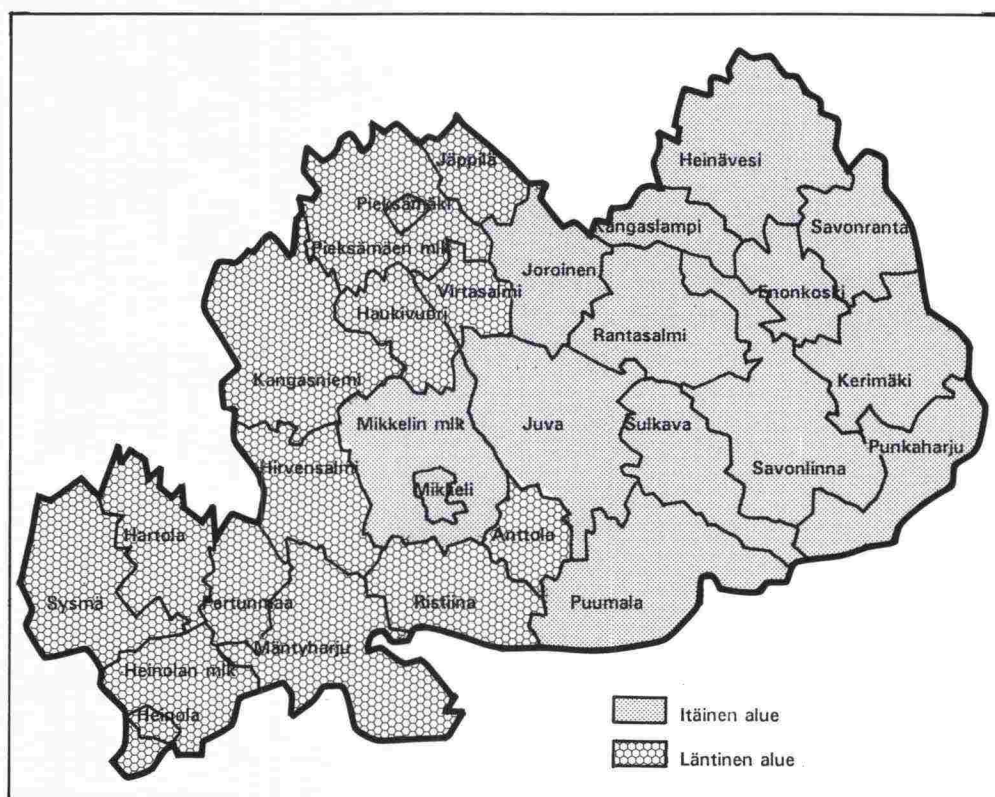 Heinävesi
Jäppilä
Pieksämäki
Kangaslampi
Savonranta
Pieksämäen mlk
Joroinen
Virtasalmi
Enonkoski
Haukivuori
Rantasalmi
Kangasniemi
Kerimäki
Mikkelin mlk
Juva
Sulkava
Punkaharju
Hirvensalmi
Savonlinna
Mikkeli
Hartola
Anttola
Sysmä
Pertunmaa
Ristiina
Puumala
Mäntyharju
Heinolan mlk
Heinola
Itäinen alue
Läntinen alue